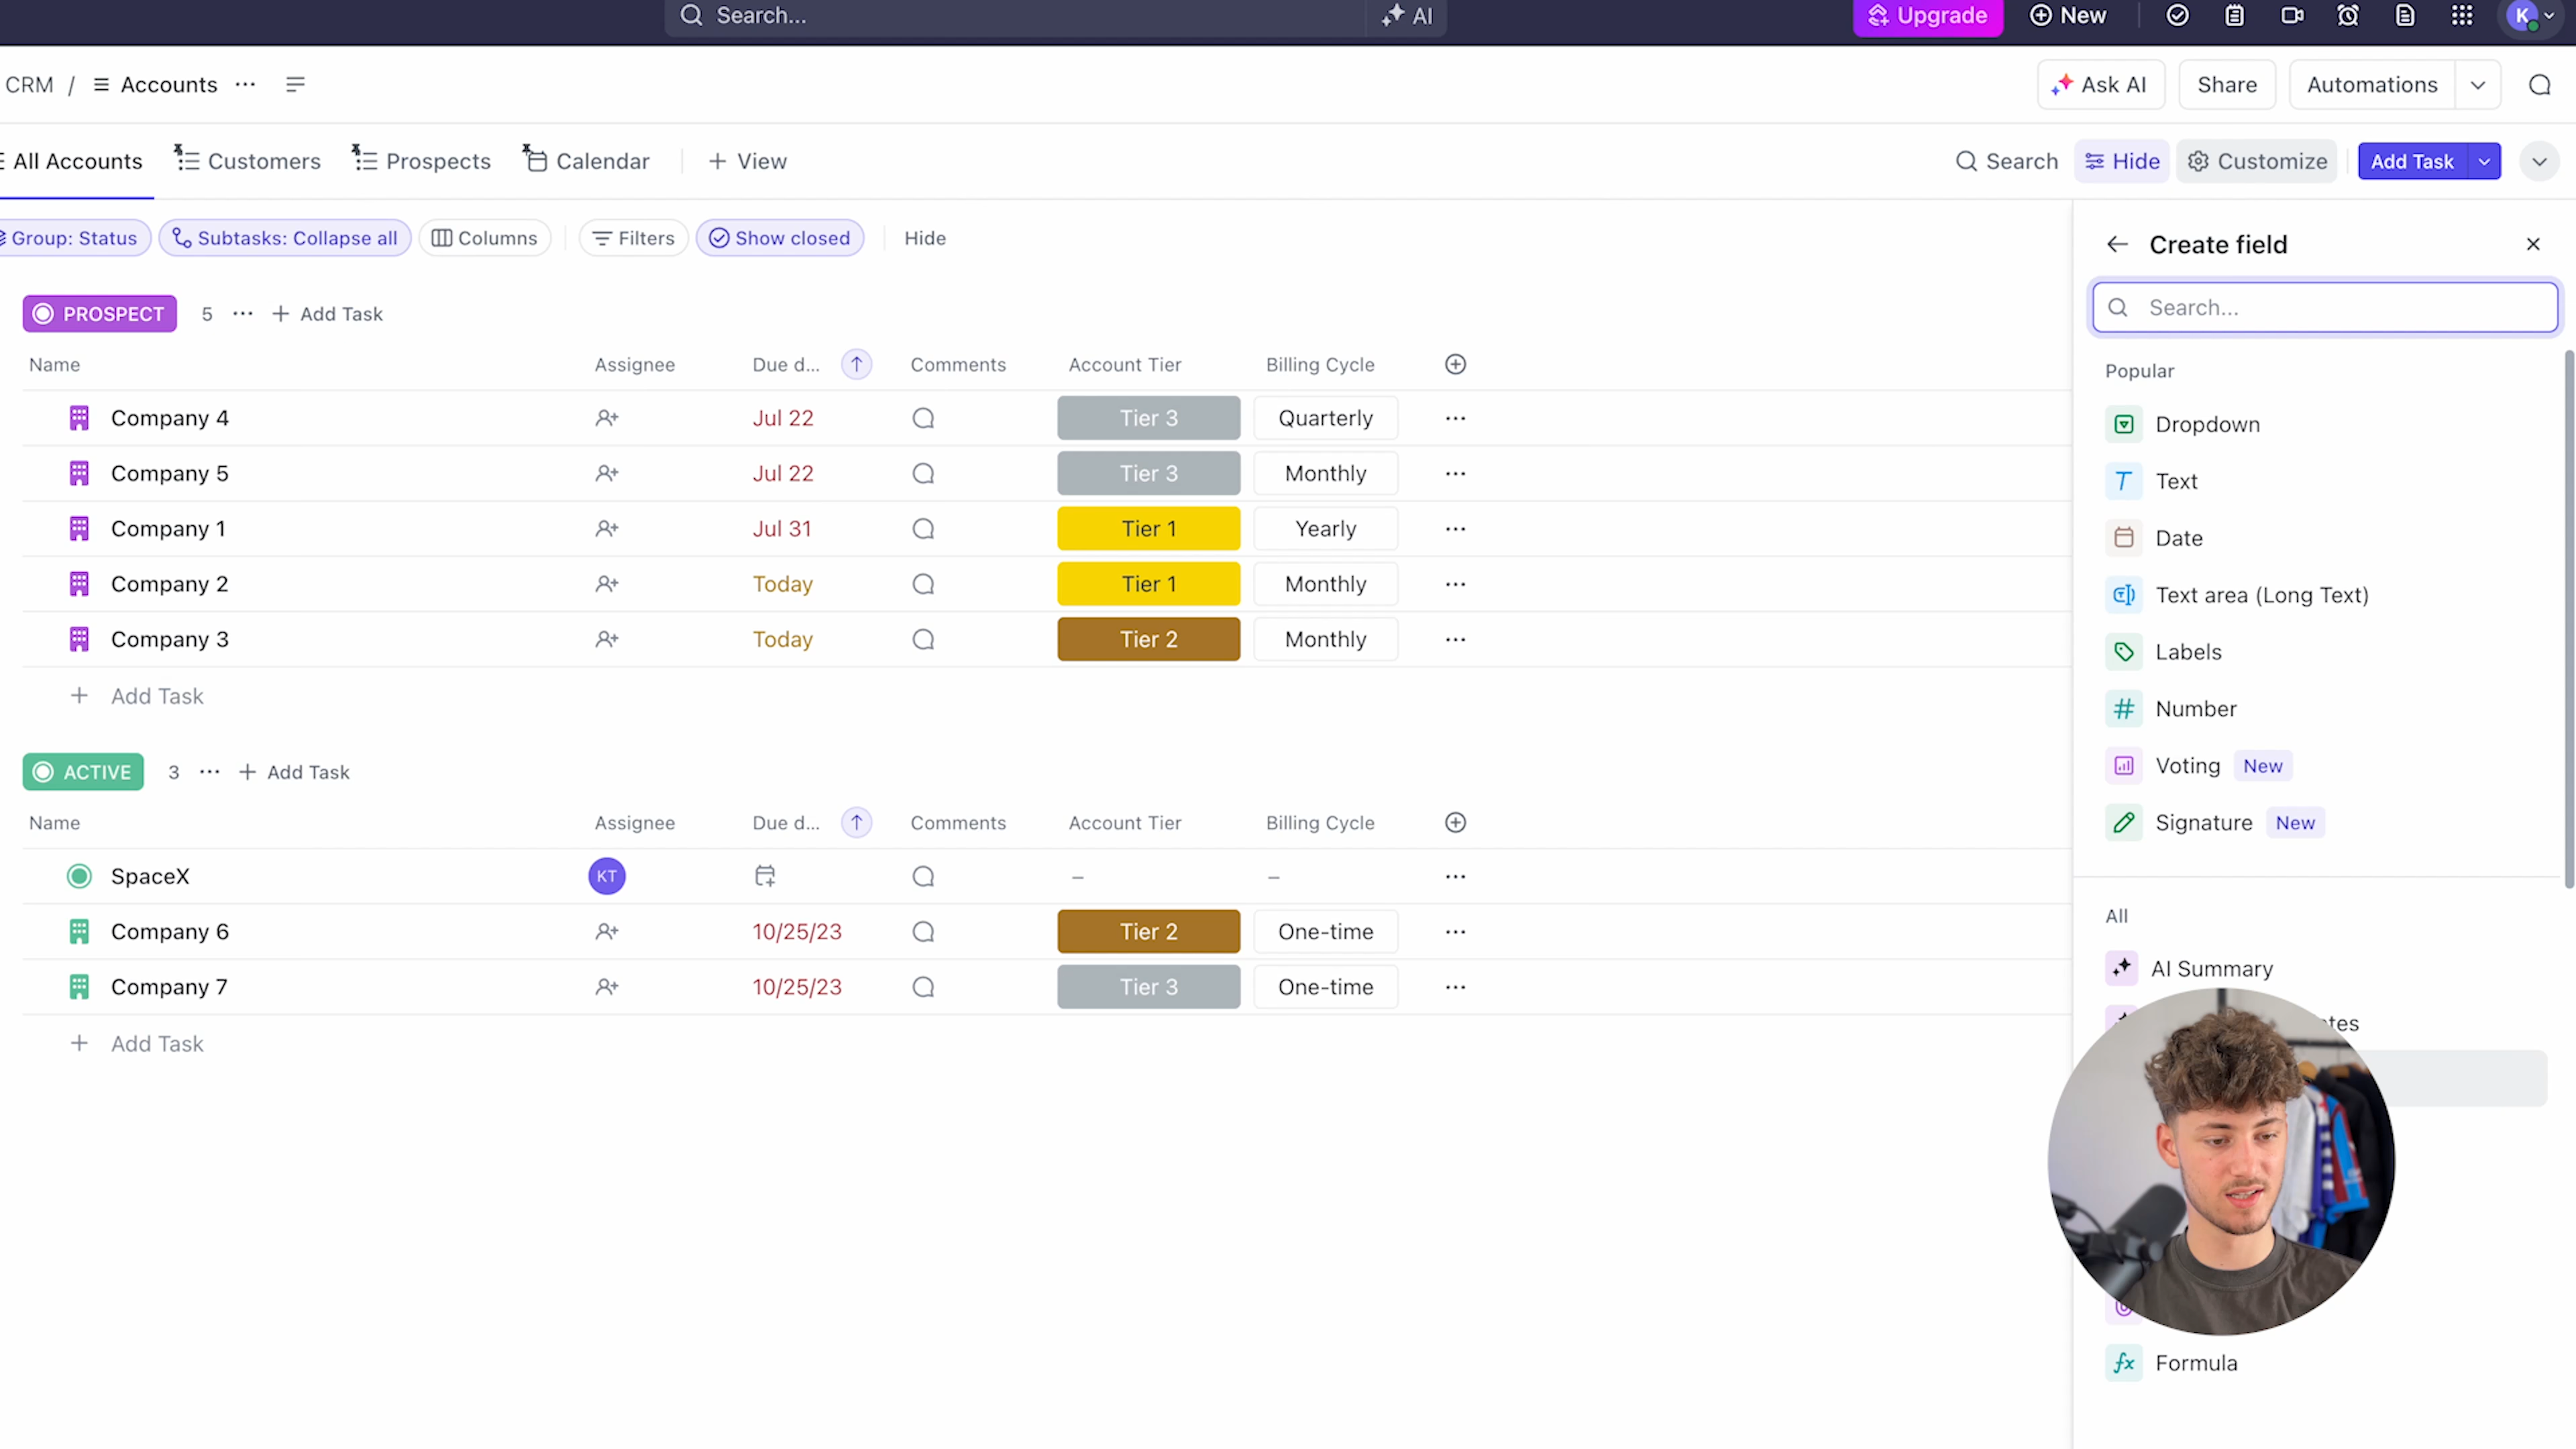 Search...
AI
Upgrade
New
K
CRM / Accounts
Ask AI
Share
Automations
All Accounts
Customers
Prospects
Calendar
+ View
Search
Hide
Customize
Add Task
Group: Status
Subtasks: Collapse all
Columns
Filters
Show closed
Hide
PROSPECT 5 ... + Add Task
Name Assignee Due d... Comments Account Tier Billing Cycle
Company 4 Jul 22 Tier 3 Quarterly ...
Company 5 Jul 22 Tier 3 Monthly ...
Company 1 Jul 31 Tier 1 Yearly ...
Company 2 Today Tier 1 Monthly ...
Company 3 Today Tier 2 Monthly ...
+ Add Task
ACTIVE 3 ... + Add Task
Name Assignee Due d... Comments Account Tier Billing Cycle
SpaceX KT – – ...
Company 6 10/25/23 Tier 2 One-time ...
Company 7 10/25/23 Tier 3 One-time ...
+ Add Task
Create field
Search...
Popular
Dropdown
Text
Date
Text area (Long Text)
Labels
Number
Voting New
Signature New
All
AI Summary
Formula